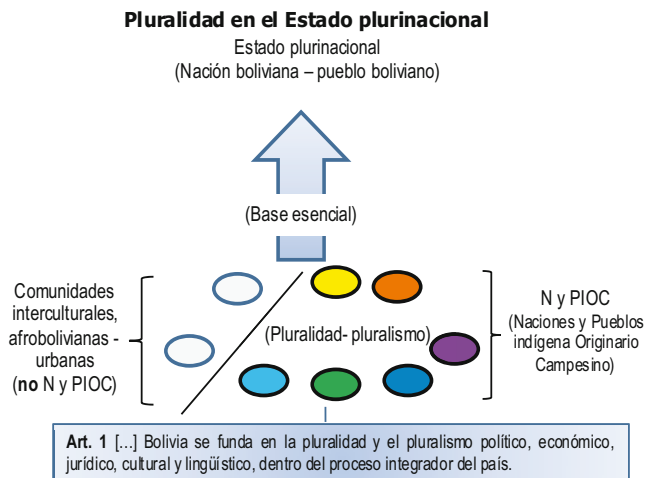 Pluralidad en el Estado plurinacional
Estado plurinacional
(Nación boliviana – pueblo boliviano)
(Base esencial)
Comunidades
interculturales,
afrobolivianas -
urbanas
(no N y PIOC)
(Pluralidad- pluralismo)
N y PIOC
(Naciones y Pueblos
indígena Originario
Campesino)
Art. 1 [...] Bolivia se funda en la pluralidad y el pluralismo político, económico,
jurídico, cultural y lingüístico, dentro del proceso integrador del país.